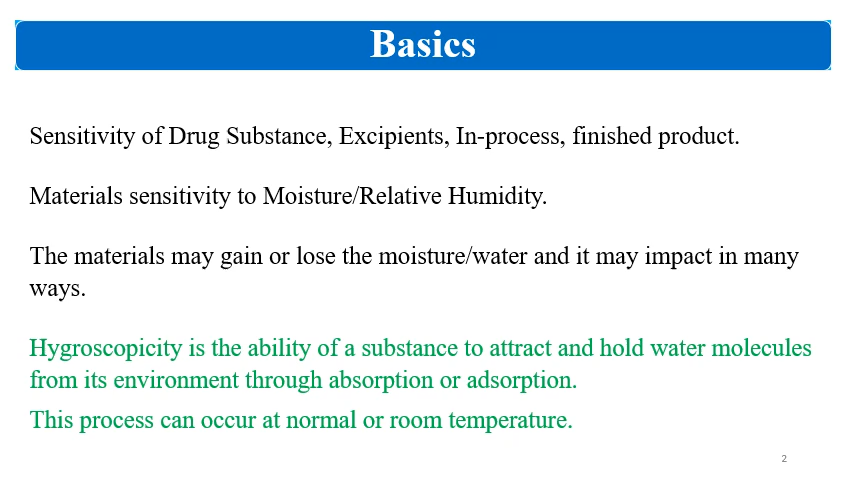 Basics
Sensitivity of Drug Substance, Excipients, In-process, finished product.
Materials sensitivity to Moisture/Relative Humidity.
The materials may gain or lose the moisture/water and it may impact in many
ways.
Hygroscopicity is the ability of a substance to attract and hold water molecules
from its environment through absorption or adsorption.
This process can occur at normal or room temperature.
2